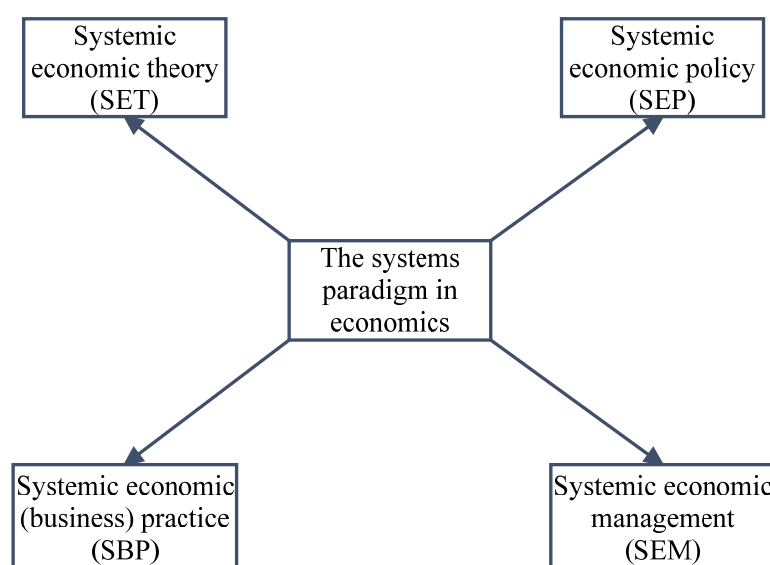 Systemic
economic theory
(SET)
Systemic
economic policy
(SEP)
The systems
paradigm in
economics
Systemic economic
(business) practice
(SBP)
Systemic economic
management
(SEM)